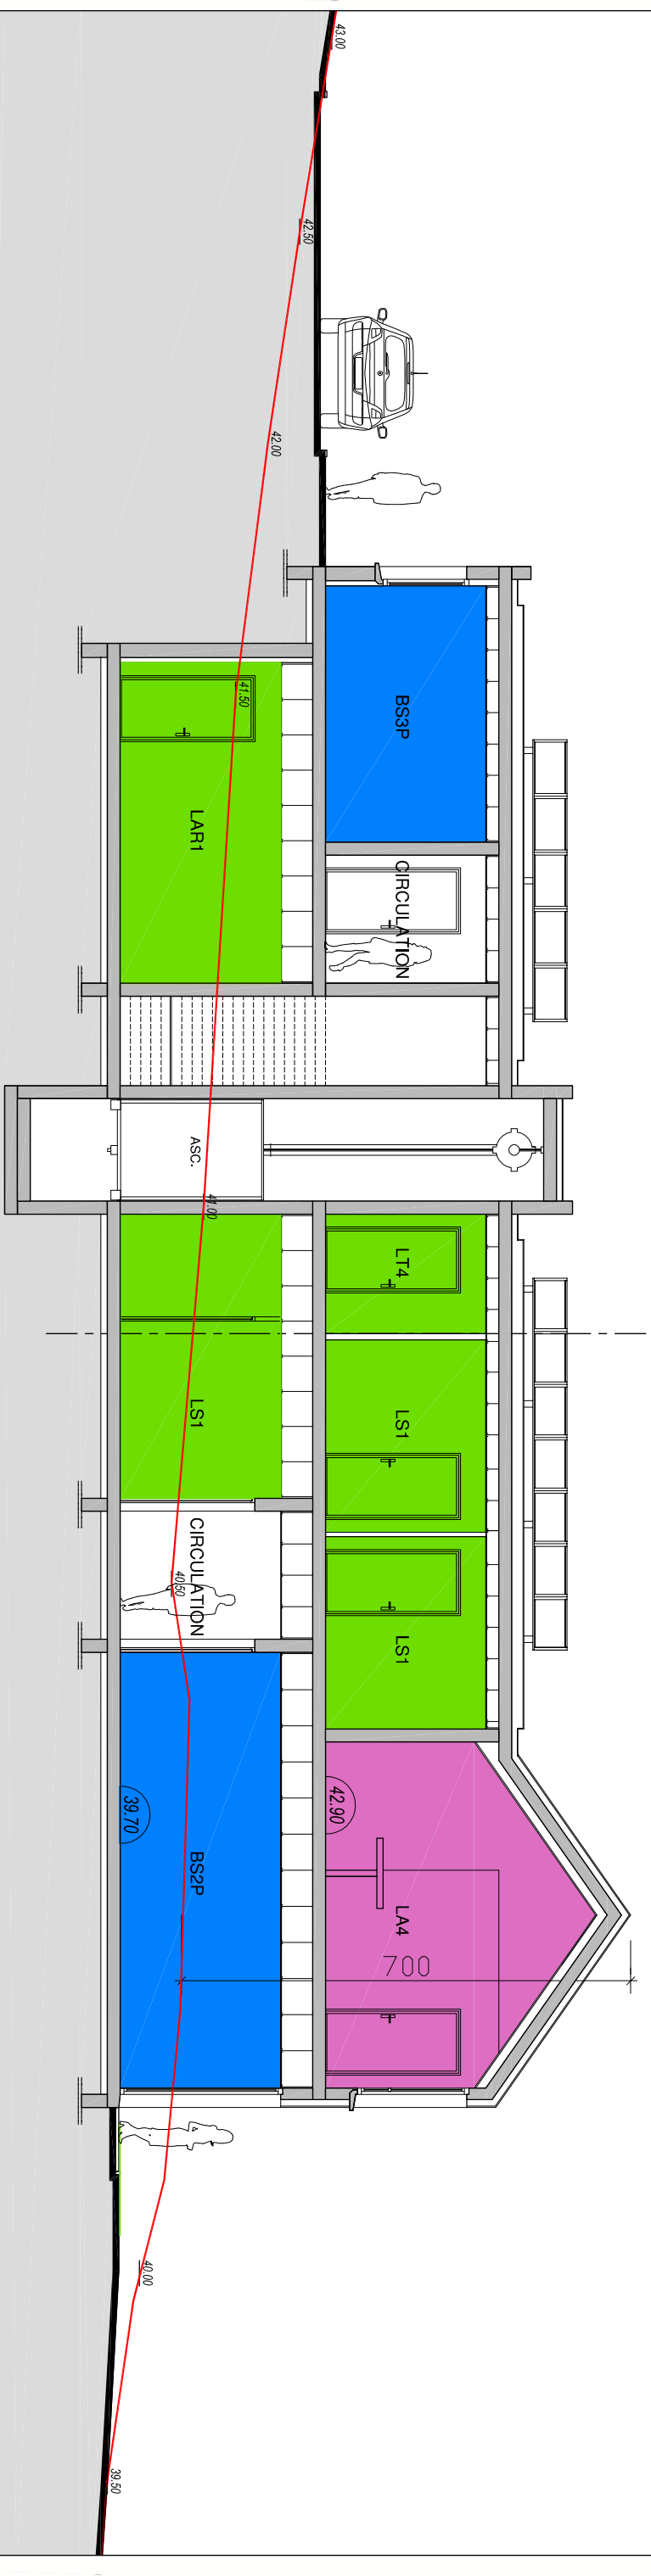 43.00
42.50
42.00
BS3P
41.50
LAR1
CIRCULATION
ASC.
41.00
LT4
LS1
LS1
LS1
CIRCULATION
40.50
42.90
39.70
BS2P
LA4
700
40.00
39.50